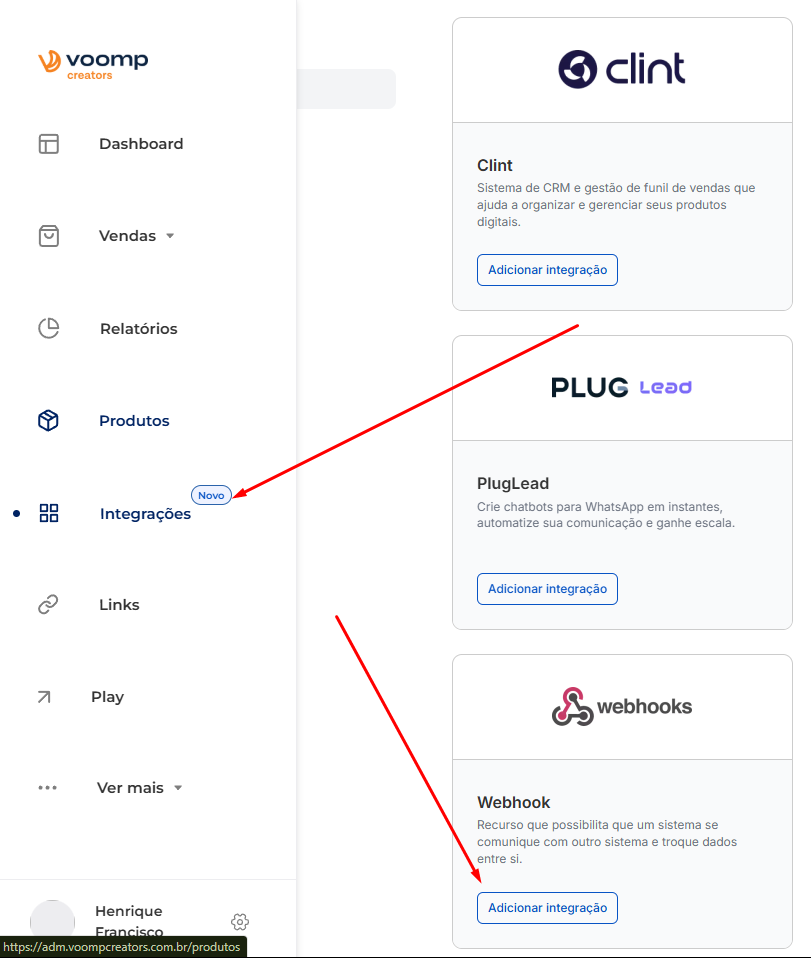 voomp
creators
Dashboard
Vendas
Relatórios
Produtos
Integrações
Novo
Links
Play
Ver mais
Henrique
Francisco
https://adm.voompcreators.com.br/produtos
clint
Clint
Sistema de CRM e gestão de funil de vendas que
ajuda a organizar e gerenciar seus produtos
digitais.
Adicionar integração
PLUG Lead
PlugLead
Crie chatbots para WhatsApp em instantes,
automatize sua comunicação e ganhe escala.
Adicionar integração
webhooks
Webhook
Recurso que possibilita que um sistema se
comunique com outro sistema e troque dados
entre si.
Adicionar integração